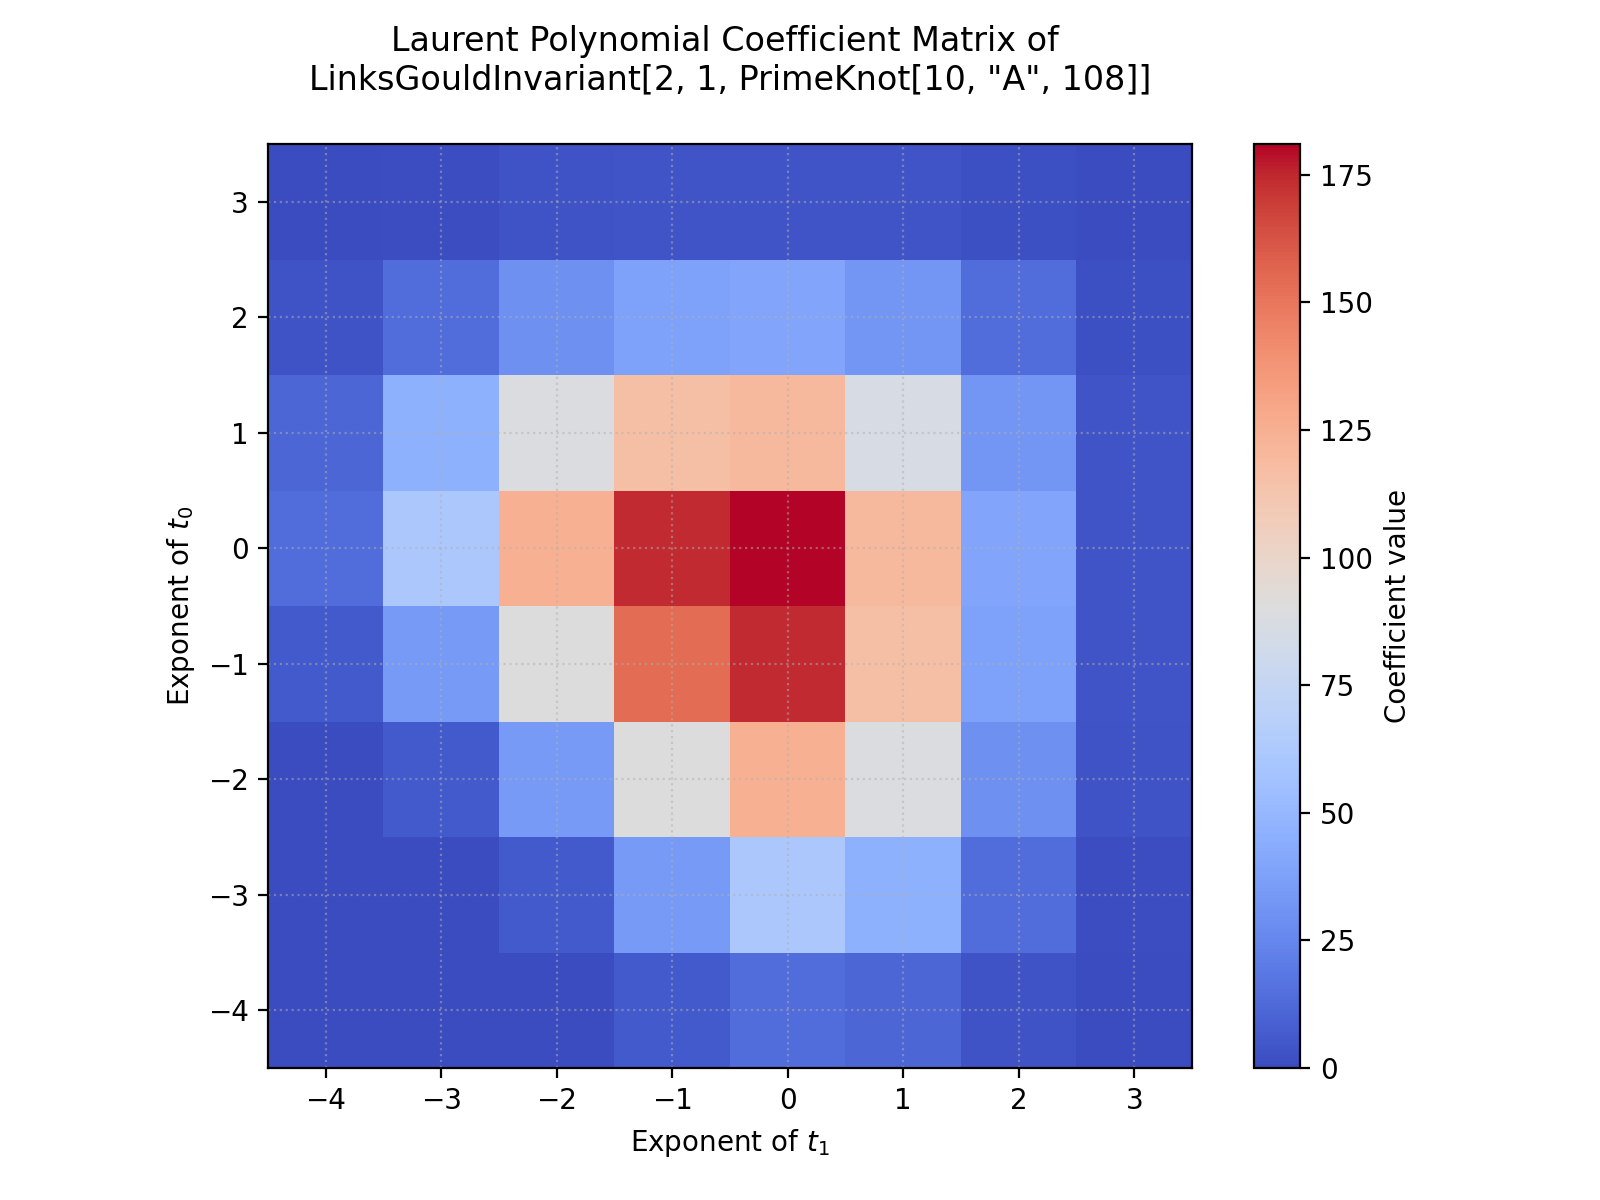 Laurent Polynomial Coefficient Matrix of
LinksGouldInvariant[2, 1, PrimeKnot[10, "A", 108]]
3
2
1
0
−1
−2
−3
−4
Exponent of t₀
−4 −3 −2 −1 0 1 2 3
Exponent of t₁
175
150
125
100
75
50
25
0
Coefficient value